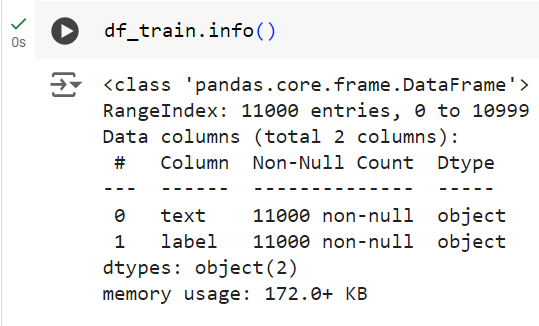 df_train.info()
0s
<class 'pandas.core.frame.DataFrame'>
RangeIndex: 11000 entries, 0 to 10999
Data columns (total 2 columns):
 #   Column  Non-Null Count  Dtype
---  ------  --------------  -----
 0   text    11000 non-null  object
 1   label   11000 non-null  object
dtypes: object(2)
memory usage: 172.0+ KB